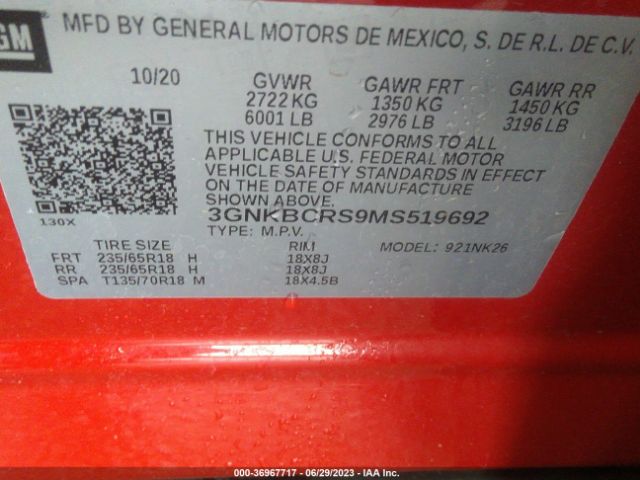 GM
MFD BY GENERAL MOTORS DE MEXICO, S. DE R.L. DE C.V.
10/20 GVWR GAWR FRT GAWR RR
2722 KG 1350 KG 1450 KG
6001 LB 2976 LB 3196 LB
THIS VEHICLE CONFORMS TO ALL
APPLICABLE U.S. FEDERAL MOTOR
VEHICLE SAFETY STANDARDS IN EFFECT
ON THE DATE OF MANUFACTURE
SHOWN ABOVE.
130X 3GNKBCRS9MS519692
TYPE: M.P.V. MODEL: 921NK26
TIRE SIZE RIM
FRT 235/65R18 H 18X8J
RR 235/65R18 H 18X8J
SPA T135/70R18 M 18X4.5B
(BRANCH) - 36967717 - 06/29/2023 - IAA Inc.